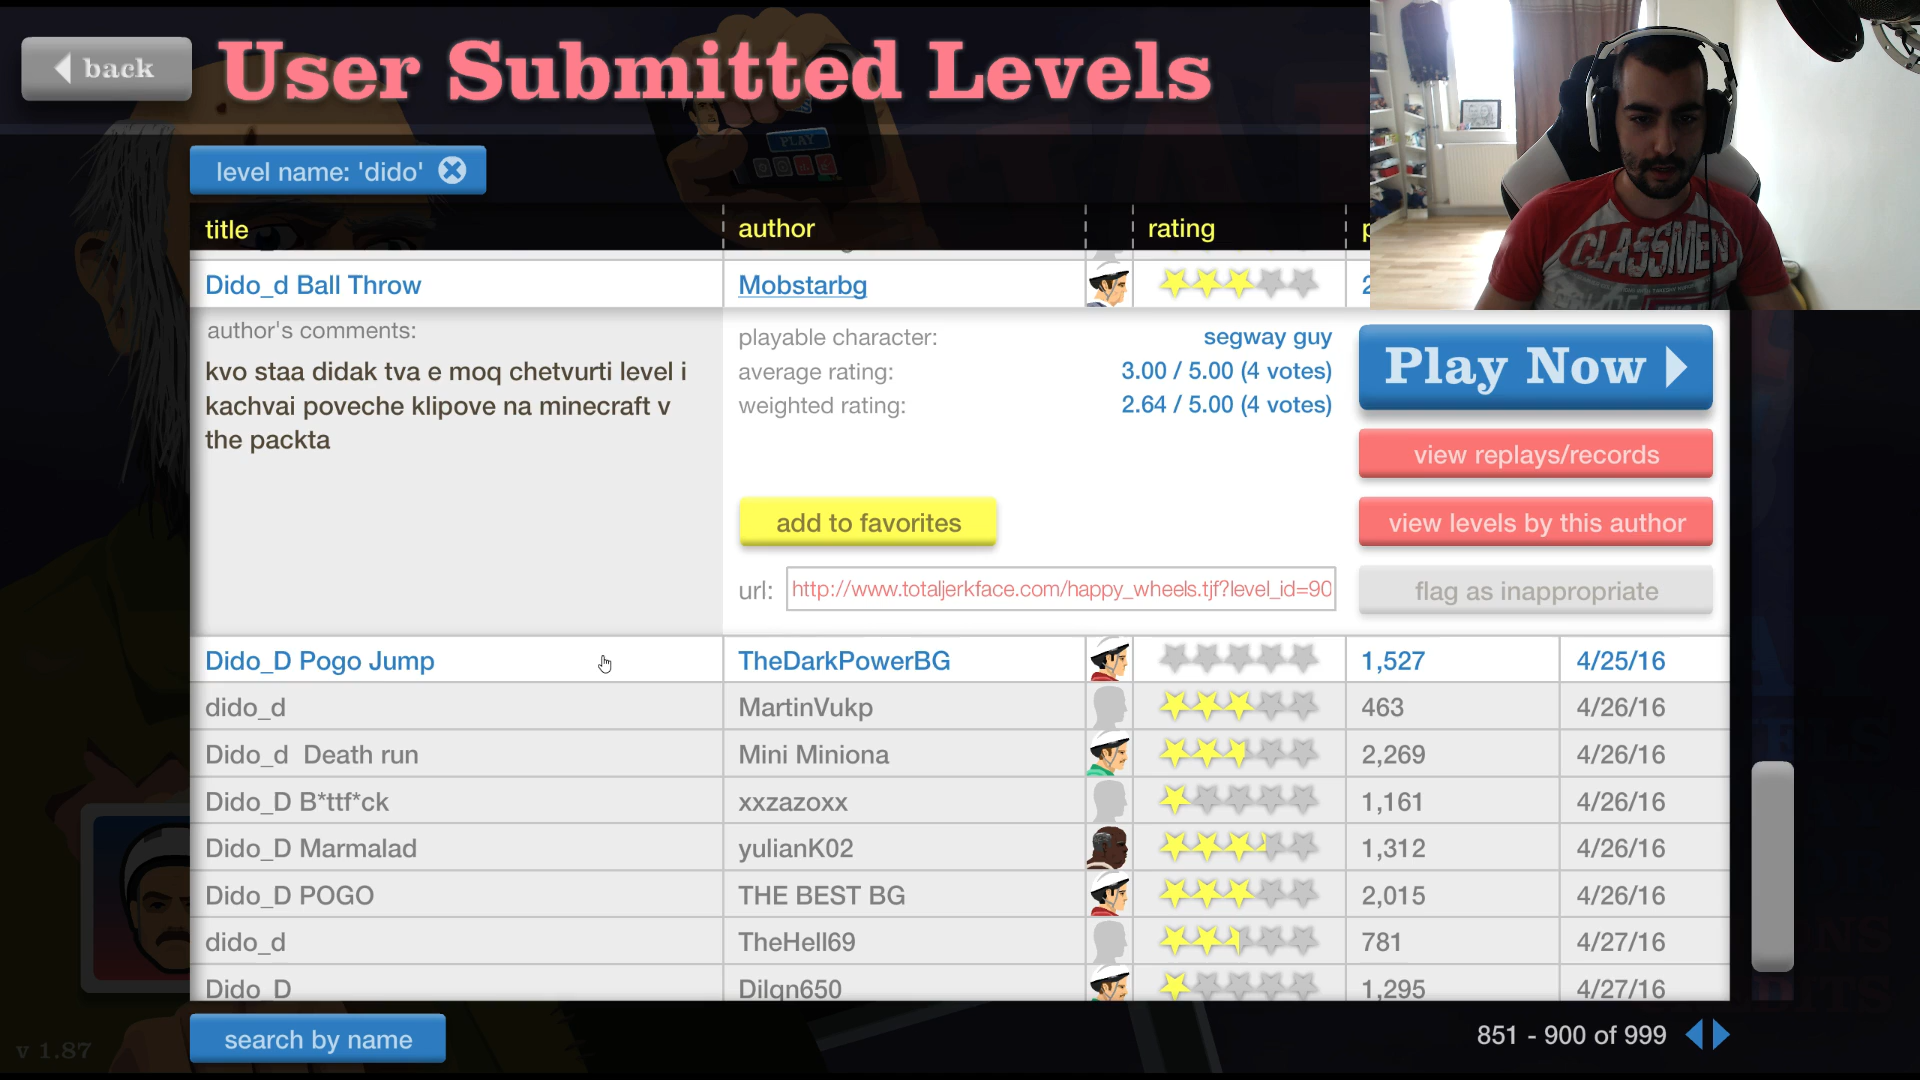 back
User Submitted Levels
PLAY
level name: 'dido'
title author rating
Dido_d Ball Throw Mobstarbg
author's comments:
kvo staa didak tva e moq chetvurti level i
kachvai poveche klipove na minecraft v
the packta
playable character: segway guy
average rating: 3.00 / 5.00 (4 votes)
weighted rating: 2.64 / 5.00 (4 votes)
add to favorites
url: http://www.totaljerkface.com/happy_wheels.tjf?level_id=90
Play Now
view replays/records
view levels by this author
flag as inappropriate
Dido_D Pogo Jump TheDarkPowerBG 1,527 4/25/16
dido_d MartinVukp 463 4/26/16
Dido_d Death run Mini Miniona 2,269 4/26/16
Dido_D B*ttf*ck xxzazoxx 1,161 4/26/16
Dido_D Marmalad yulianK02 1,312 4/26/16
Dido_D POGO THE BEST BG 2,015 4/26/16
dido_d TheHell69 781 4/27/16
Dido_D Dilqn650 1,295 4/27/16
search by name
851 - 900 of 999
v 1.87
CLASSMEN